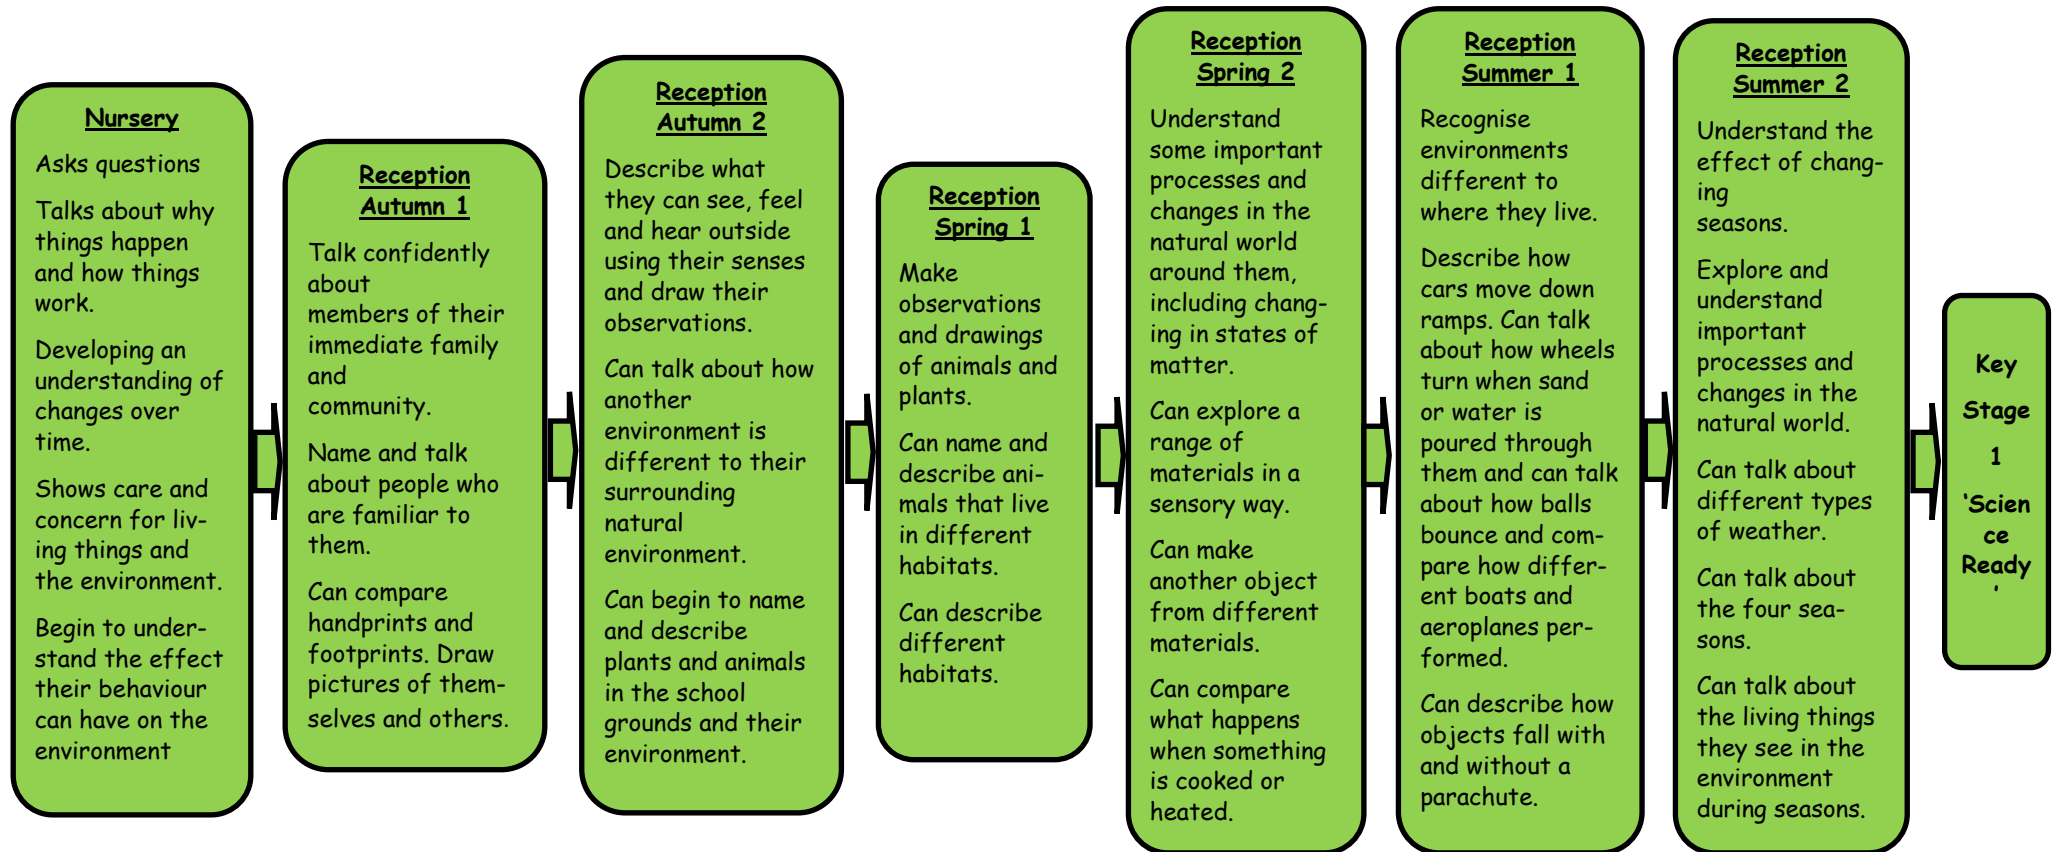 Nursery
Asks questions
Talks about why
things happen
and how things
work.
Developing an
understanding of
changes over
time.
Shows care and
concern for liv-
ing things and
the environment.
Begin to under-
stand the effect
their behaviour
can have on the
environment
Reception
Autumn 1
Talk confidently
about
members of their
immediate family
and
community.
Name and talk
about people who
are familiar to
them.
Can compare
handprints and
footprints. Draw
pictures of them-
selves and others.
Reception
Autumn 2
Describe what
they can see, feel
and hear outside
using their senses
and draw their
observations.
Can talk about how
another
environment is
different to their
surrounding
natural
environment.
Can begin to name
and describe
plants and animals
in the school
grounds and their
environment.
Reception
Spring 1
Make
observations
and drawings
of animals and
plants.
Can name and
describe ani-
mals that live
in different
habitats.
Can describe
different
habitats.
Reception
Spring 2
Understand
some important
processes and
changes in the
natural world
around them,
including chang-
ing in states of
matter.
Can explore a
range of
materials in a
sensory way.
Can make
another object
from different
materials.
Can compare
what happens
when something
is cooked or
heated.
Reception
Summer 1
Recognise
environments
different to
where they live.
Describe how
cars move down
ramps. Can talk
about how wheels
turn when sand
or water is
poured through
them and can talk
about how balls
bounce and com-
pare how differ-
ent boats and
aeroplanes per-
formed.
Can describe how
objects fall with
and without a
parachute.
Reception
Summer 2
Understand the
effect of chang-
ing
seasons.
Explore and
understand
important
processes and
changes in the
natural world.
Can talk about
different types
of weather.
Can talk about
the four sea-
sons.
Can talk about
the living things
they see in the
environment
during seasons.
Key
Stage
1
‘Scien
ce
Ready
’